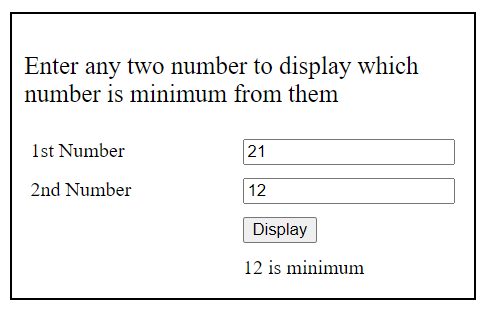 Enter any two number to display which
number is minimum from them
1st Number 21
2nd Number 12
Display
12 is minimum